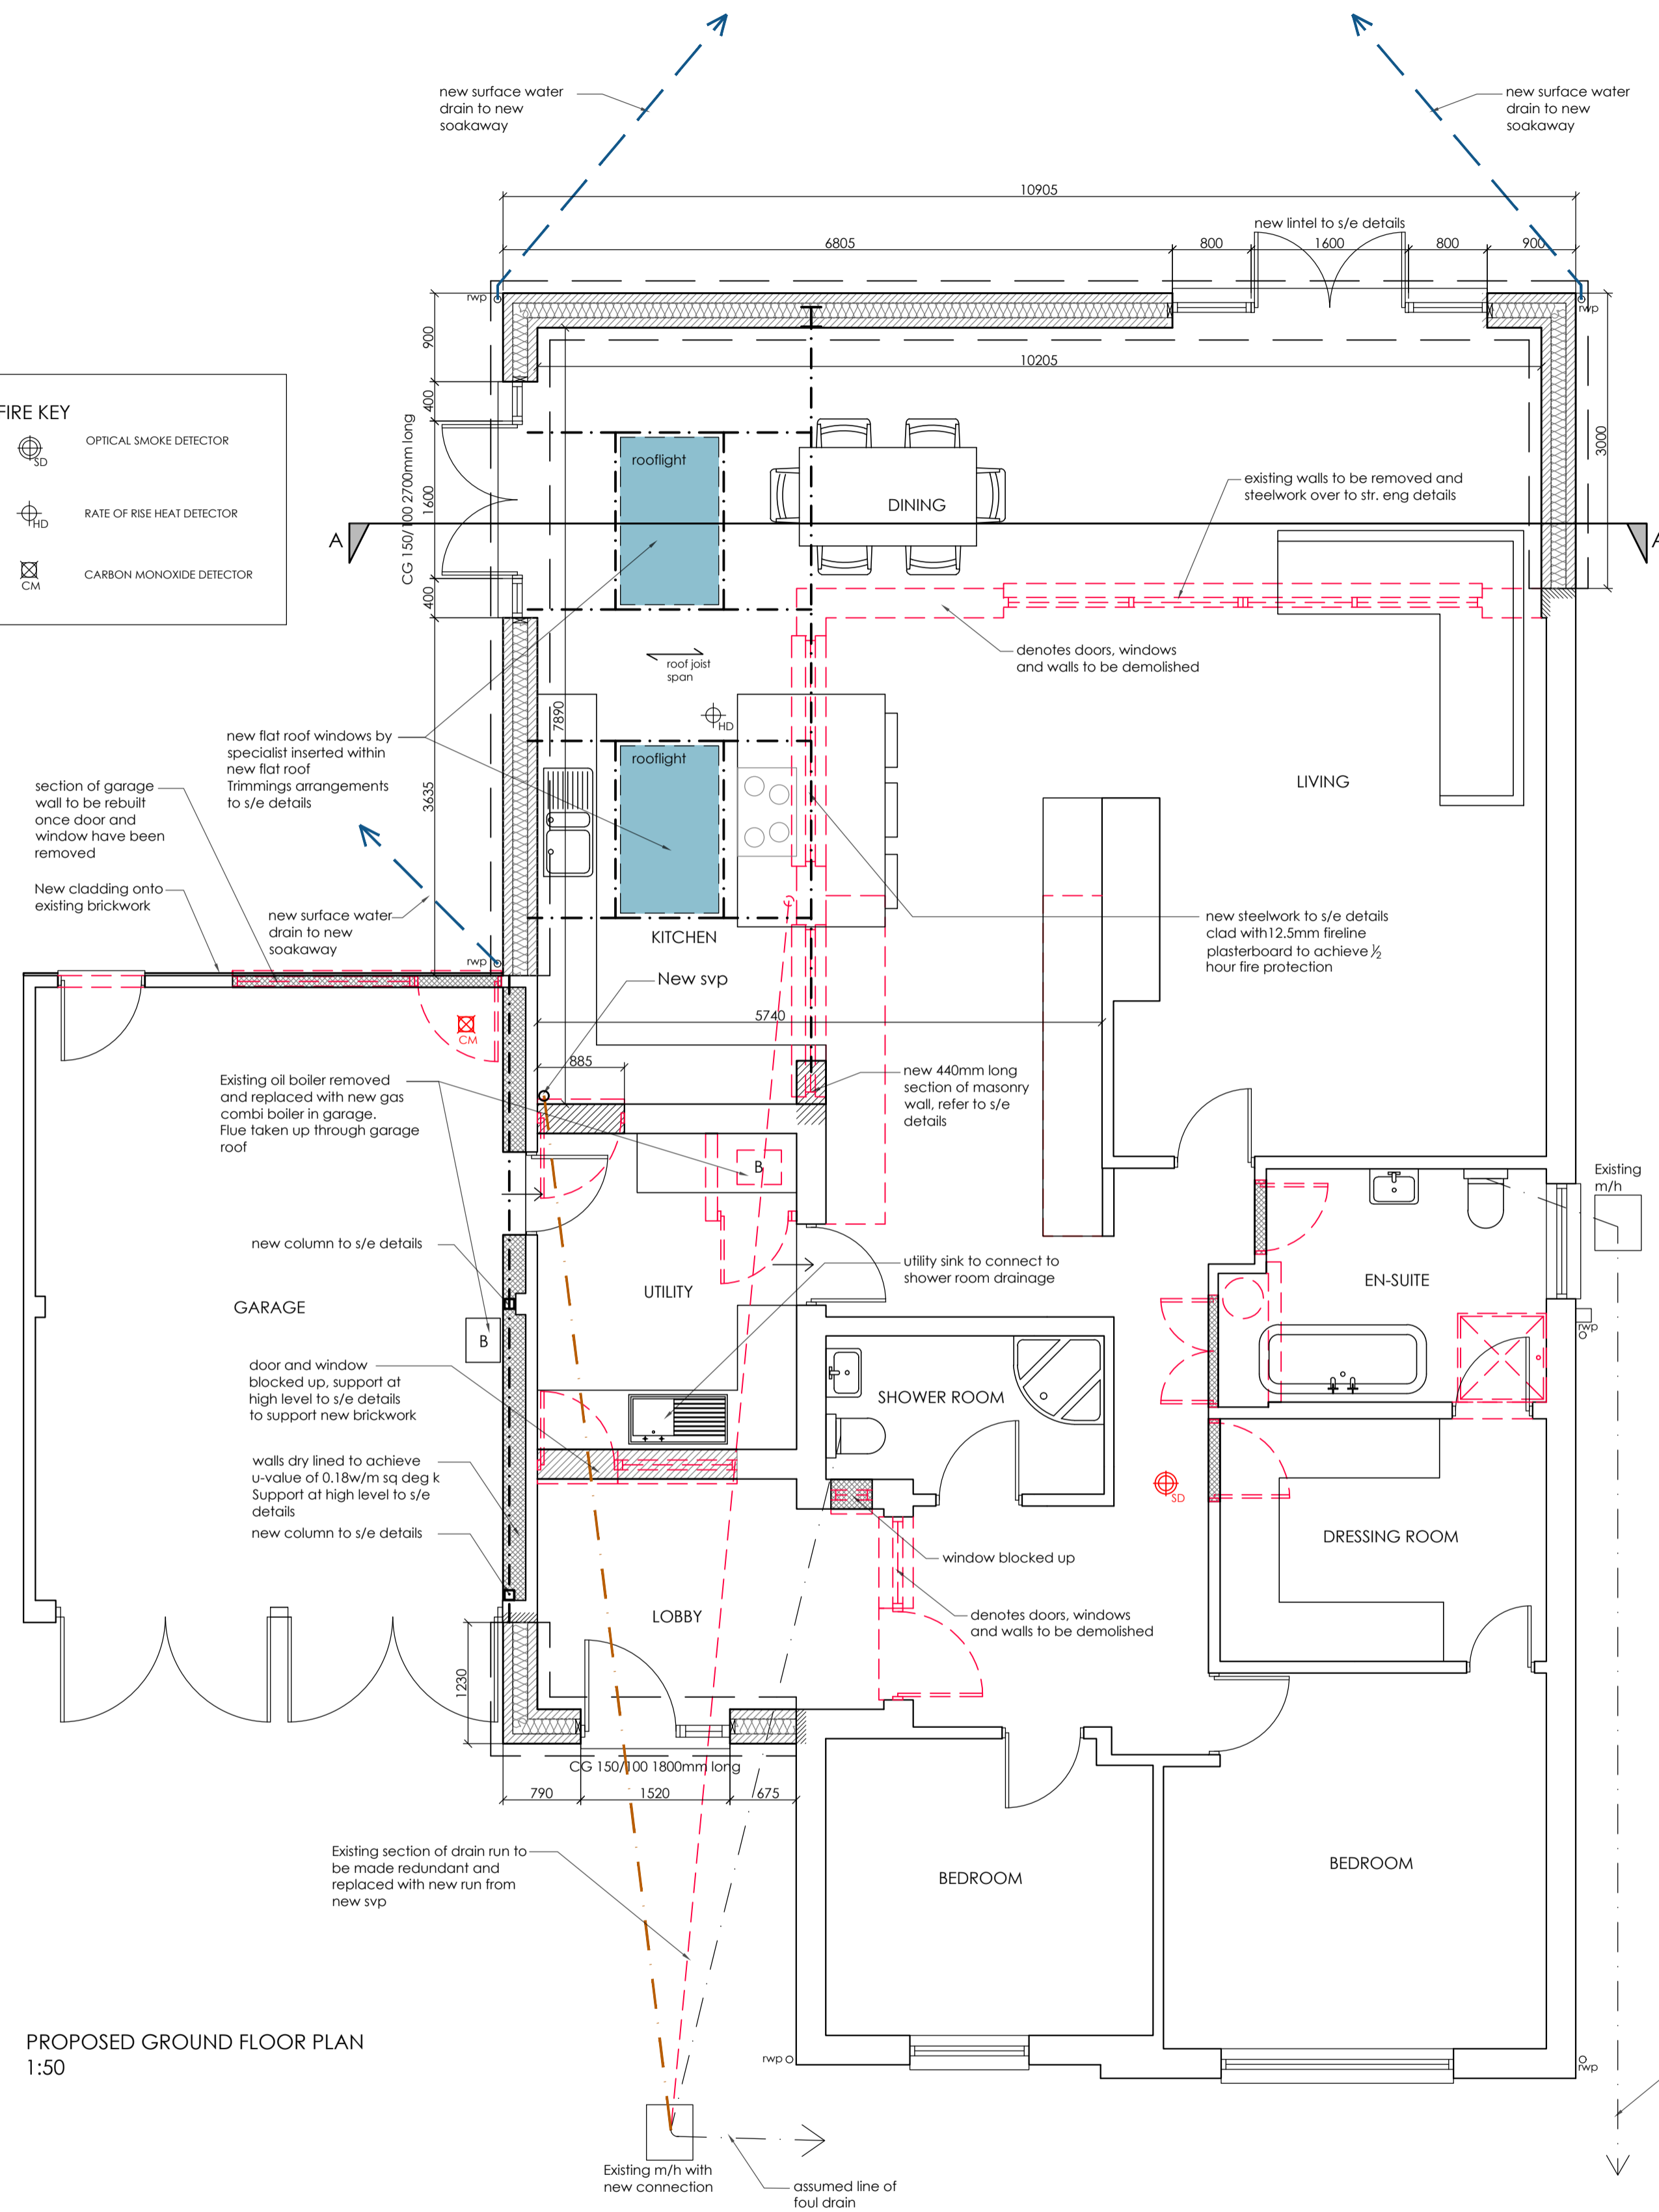 new surface water
drain to new
soakaway
new surface water
drain to new
soakaway
10905
new lintel to s/e details
6805
800
1600
800
900
rwp
rwp
900
10205
FIRE KEY
OPTICAL SMOKE DETECTOR
SD
RATE OF RISE HEAT DETECTOR
HD
CARBON MONOXIDE DETECTOR
CM
400
CG 150/100 2700mm long
1600
400
3000
rooflight
DINING
existing walls to be removed and
steelwork over to str. eng details
A
A
roof joist
span
denotes doors, windows
and walls to be demolished
7890
HD
new flat roof windows by
specialist inserted within
new flat roof
Trimmings arrangements
to s/e details
rooflight
LIVING
3635
section of garage
wall to be rebuilt
once door and
window have been
removed
New cladding onto
existing brickwork
new surface water
drain to new
soakaway
rwp
KITCHEN
new steelwork to s/e details
clad with12.5mm fireline
plasterboard to achieve ½
hour fire protection
New svp
5740
CM
885
Existing oil boiler removed
and replaced with new gas
combi boiler in garage.
Flue taken up through garage
roof
new 440mm long
section of masonry
wall, refer to s/e
details
B
Existing
m/h
new column to s/e details
utility sink to connect to
shower room drainage
GARAGE
UTILITY
EN-SUITE
B
rwp
door and window
blocked up, support at
high level to s/e details
to support new brickwork
SHOWER ROOM
walls dry lined to achieve
u-value of 0.18w/m sq deg k
Support at high level to s/e
details
new column to s/e details
SD
DRESSING ROOM
window blocked up
LOBBY
denotes doors, windows
and walls to be demolished
1230
CG 150/100 1800mm long
790
1520
675
Existing section of drain run to
be made redundant and
replaced with new run from
new svp
BEDROOM
BEDROOM
PROPOSED GROUND FLOOR PLAN
1:50
rwp
rwp
Existing m/h with
new connection
assumed line of
foul drain